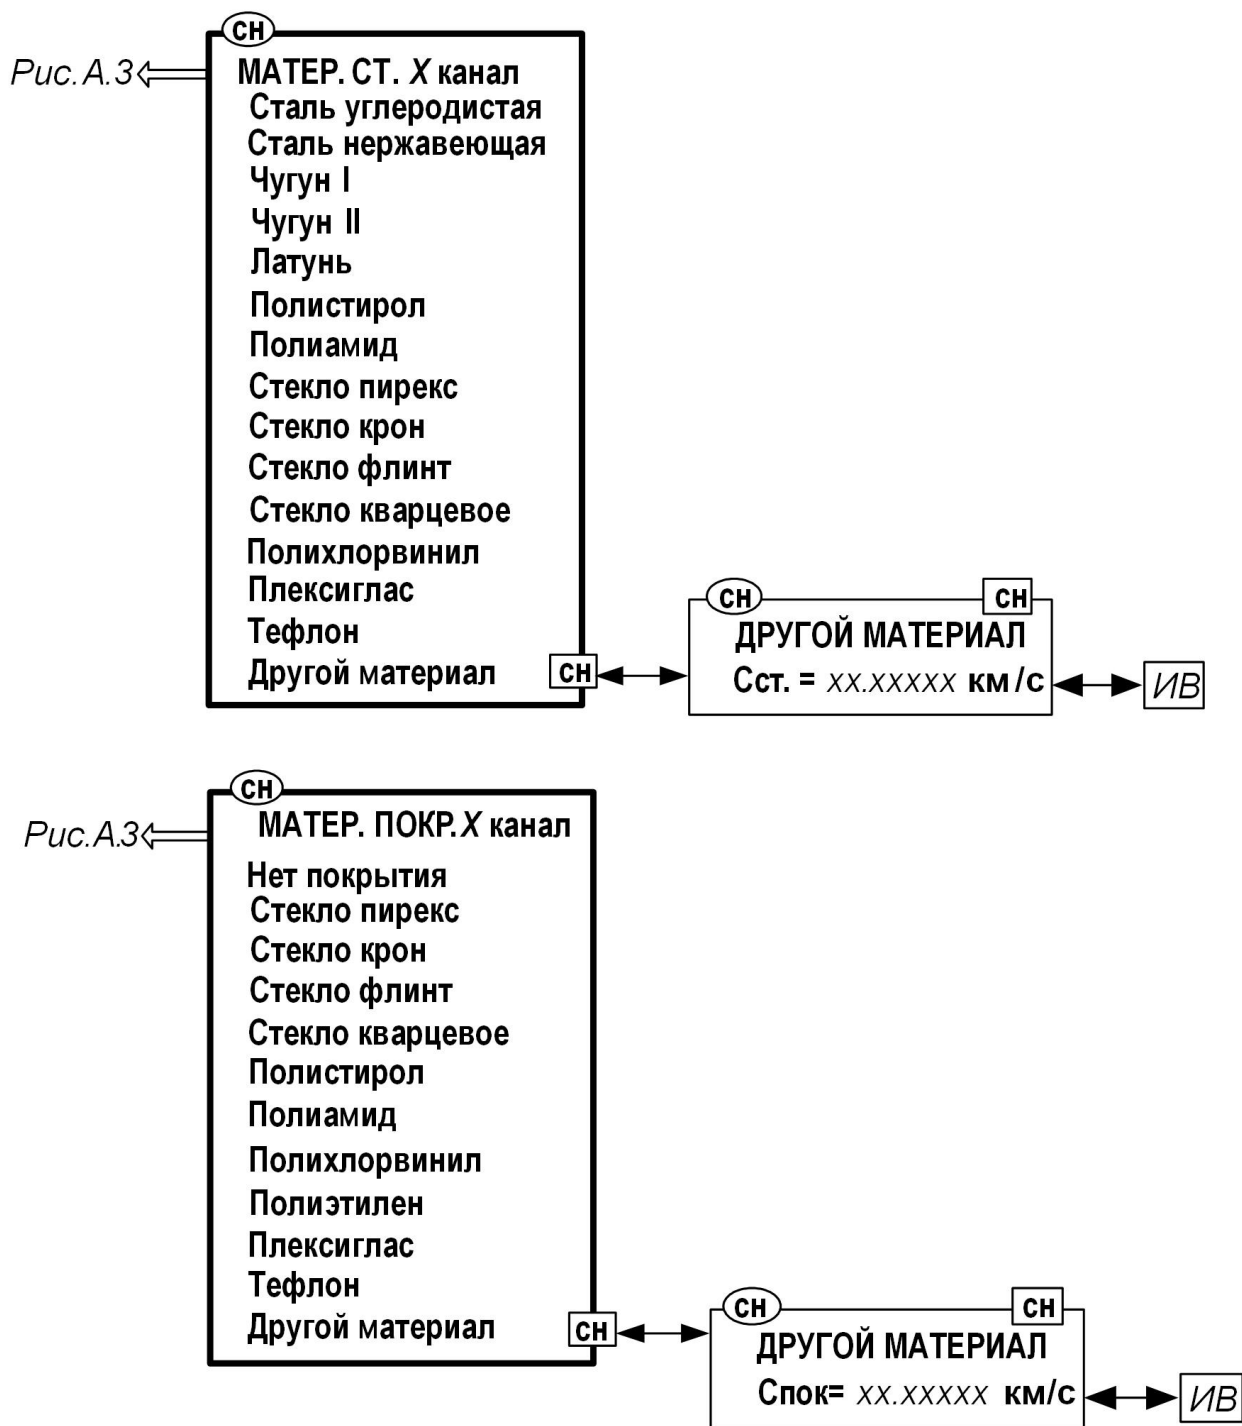 СН
Рис. А.3
МАТЕР. СТ. X канал
Сталь углеродистая
Сталь нержавеющая
Чугун I
Чугун II
Латунь
Полистирол
Полиамид
Стекло пирекс
Стекло крон
Стекло флинт
Стекло кварцевое
Полихлорвинил
Плексиглас
Тефлон
Другой материал
СН
СН
СН
ДРУГОЙ МАТЕРИАЛ
Сст. = xx.xxxxx км/с
ИВ
СН
Рис.А.3
МАТЕР. ПОКР. X канал
Нет покрытия
Стекло пирекс
Стекло крон
Стекло флинт
Стекло кварцевое
Полистирол
Полиамид
Полихлорвинил
Полиэтилен
Плексиглас
Тефлон
Другой материал
СН
СН
СН
ДРУГОЙ МАТЕРИАЛ
Спок= xx.xxxxx км/с
ИВ